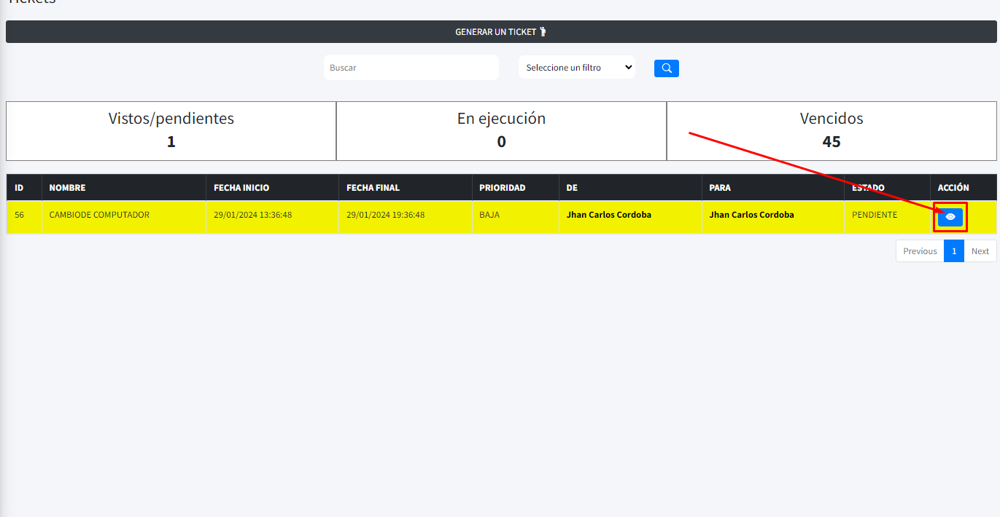 Tickets
GENERAR UN TICKET
Buscar
Seleccione un filtro
Vistos/pendientes
1
En ejecución
0
Vencidos
45
ID NOMBRE FECHA INICIO FECHA FINAL PRIORIDAD DE PARA ESTADO ACCIÓN
56 CAMBIODE COMPUTADOR 29/01/2024 13:36:48 29/01/2024 19:36:48 BAJA Jhan Carlos Cordoba Jhan Carlos Cordoba PENDIENTE
Previous 1 Next